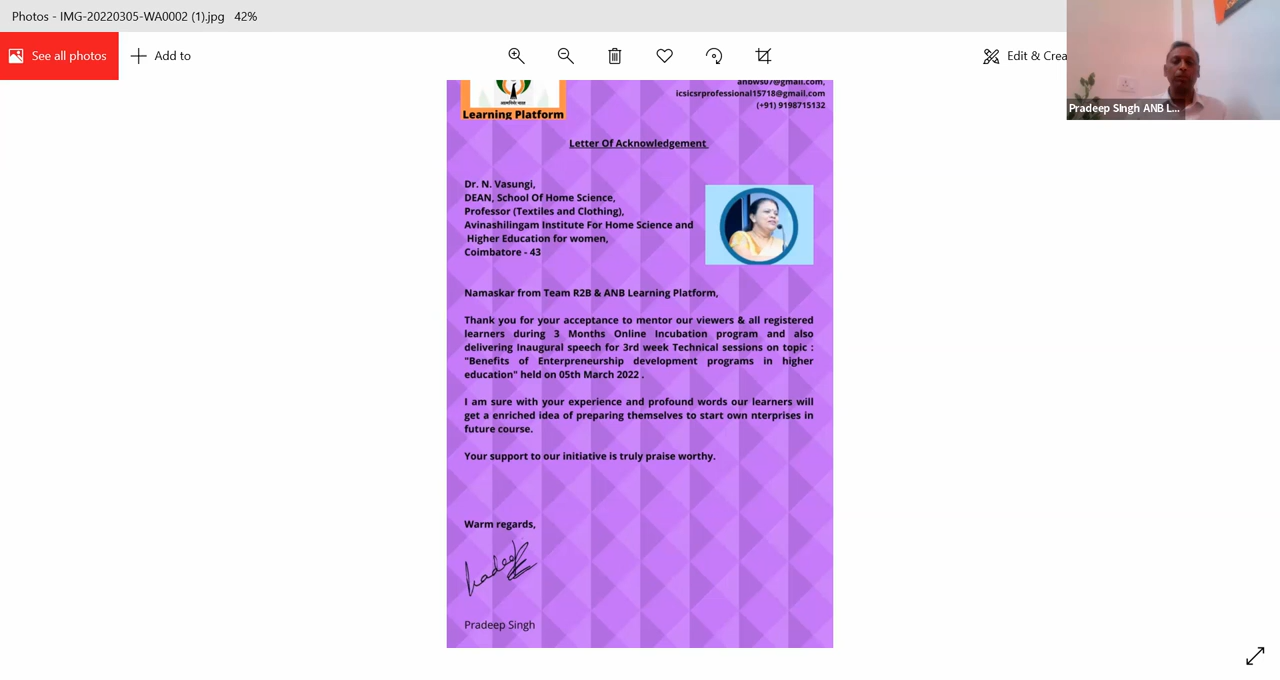 Photos - IMG-20220305-WA0002 (1).jpg 42%
See all photos
Add to
Edit & Crea
Pradeep Singh ANB L...
Learning Platform
anbws07@gmail.com,
icsicsrprofessional15718@gmail.com
(+91) 9198715132
Letter Of Acknowledgement
Dr. N. Vasungi,
DEAN, School Of Home Science,
Professor (Textiles and Clothing),
Avinashilingam Institute For Home Science and
Higher Education for women,
Coimbatore - 43
Namaskar from Team R2B & ANB Learning Platform,
Thank you for your acceptance to mentor our viewers & all registered
learners during 3 Months Online Incubation program and also
delivering Inaugural speech for 3rd week Technical sessions on topic :
"Benefits of Enterpreneurship development programs in higher
education" held on 05th March 2022 .
I am sure with your experience and profound words our learners will
get a enriched idea of preparing themselves to start own nterprises in
future course.
Your support to our initiative is truly praise worthy.
Warm regards,
Pradeep Singh